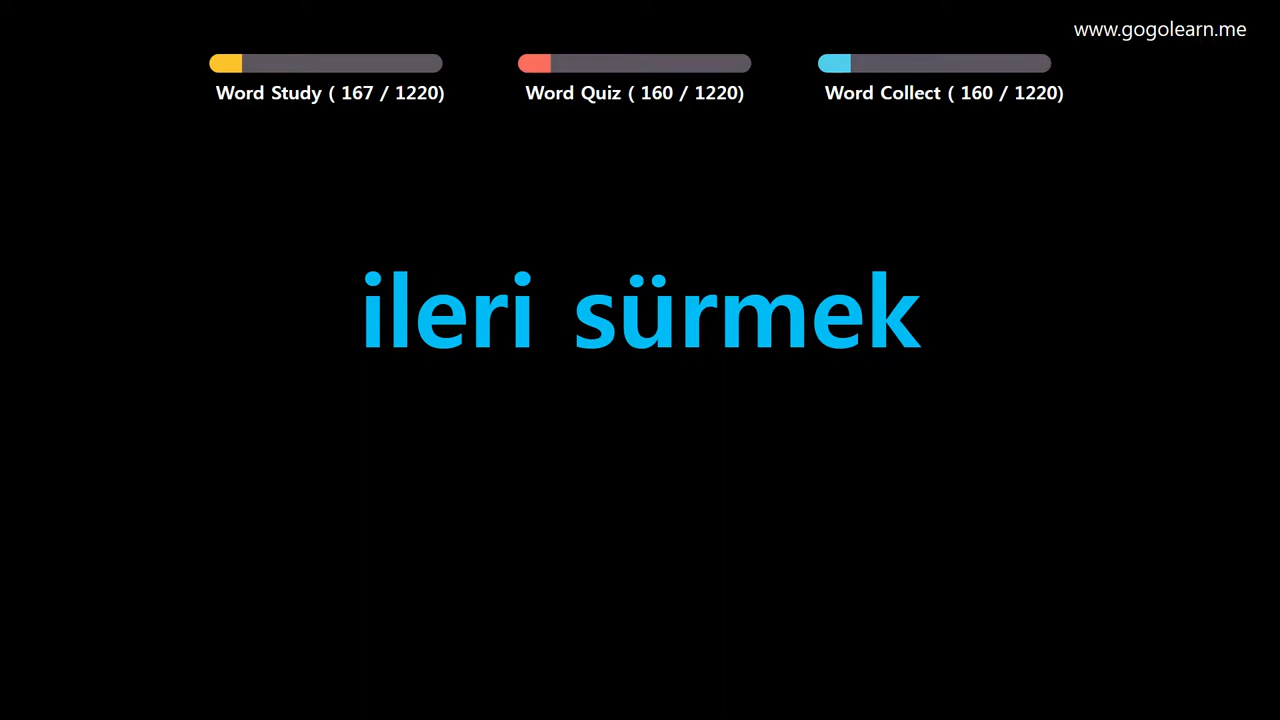 www.gogolearn.me
Word Study ( 167 / 1220)
Word Quiz ( 160 / 1220)
Word Collect ( 160 / 1220)
ileri sürmek